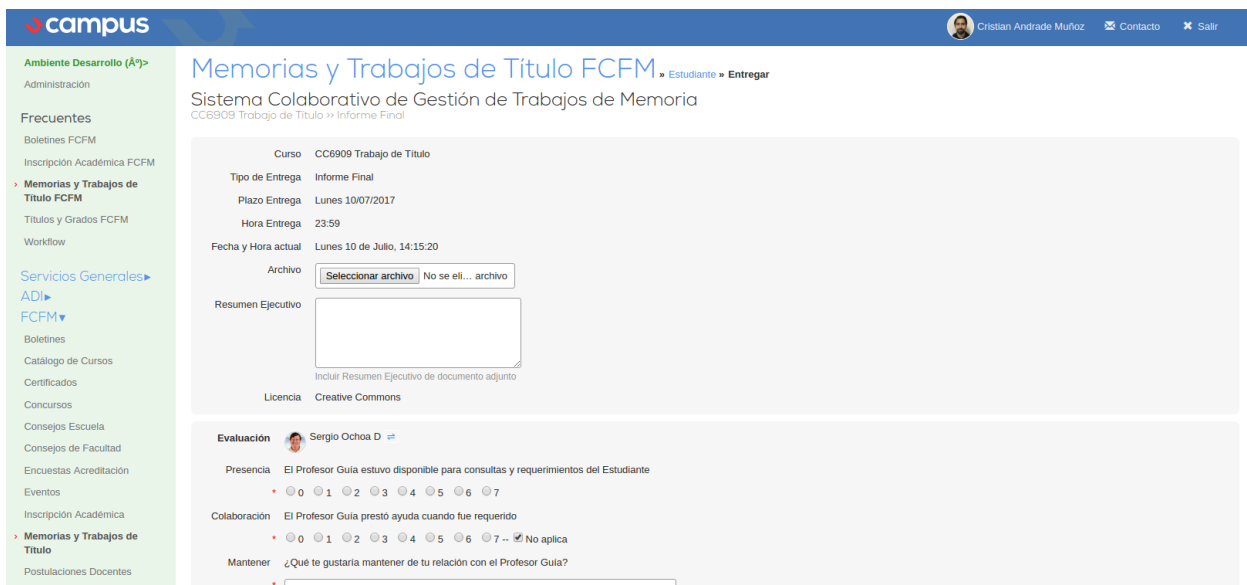 campus
Cristian Andrade Muñoz Contacto Salir
Ambiente Desarrollo (Âº)>
Administración
Frecuentes
Boletines FCFM
Inscripción Académica FCFM
Memorias y Trabajos de
Título FCFM
Títulos y Grados FCFM
Workflow
Servicios Generales
ADI
FCFM
Boletines
Catálogo de Cursos
Certificados
Concursos
Consejos Escuela
Consejos de Facultad
Encuestas Acreditación
Eventos
Inscripción Académica
Memorias y Trabajos de
Título
Postulaciones Docentes
Memorias y Trabajos de Título FCFM » Estudiante » Entregar
Sistema Colaborativo de Gestión de Trabajos de Memoria
CC6909 Trabajo de Título >> Informe Final
Curso CC6909 Trabajo de Título
Tipo de Entrega Informe Final
Plazo Entrega Lunes 10/07/2017
Hora Entrega 23:59
Fecha y Hora actual Lunes 10 de Julio, 14:15:20
Archivo Seleccionar archivo No se eli… archivo
Resumen Ejecutivo
Incluir Resumen Ejecutivo de documento adjunto
Licencia Creative Commons
Evaluación Sergio Ochoa D
Presencia El Profesor Guía estuvo disponible para consultas y requerimientos del Estudiante
* 0 1 2 3 4 5 6 7
Colaboración El Profesor Guía prestó ayuda cuando fue requerido
* 0 1 2 3 4 5 6 7 -- No aplica
Mantener ¿Qué te gustaría mantener de tu relación con el Profesor Guía?
*